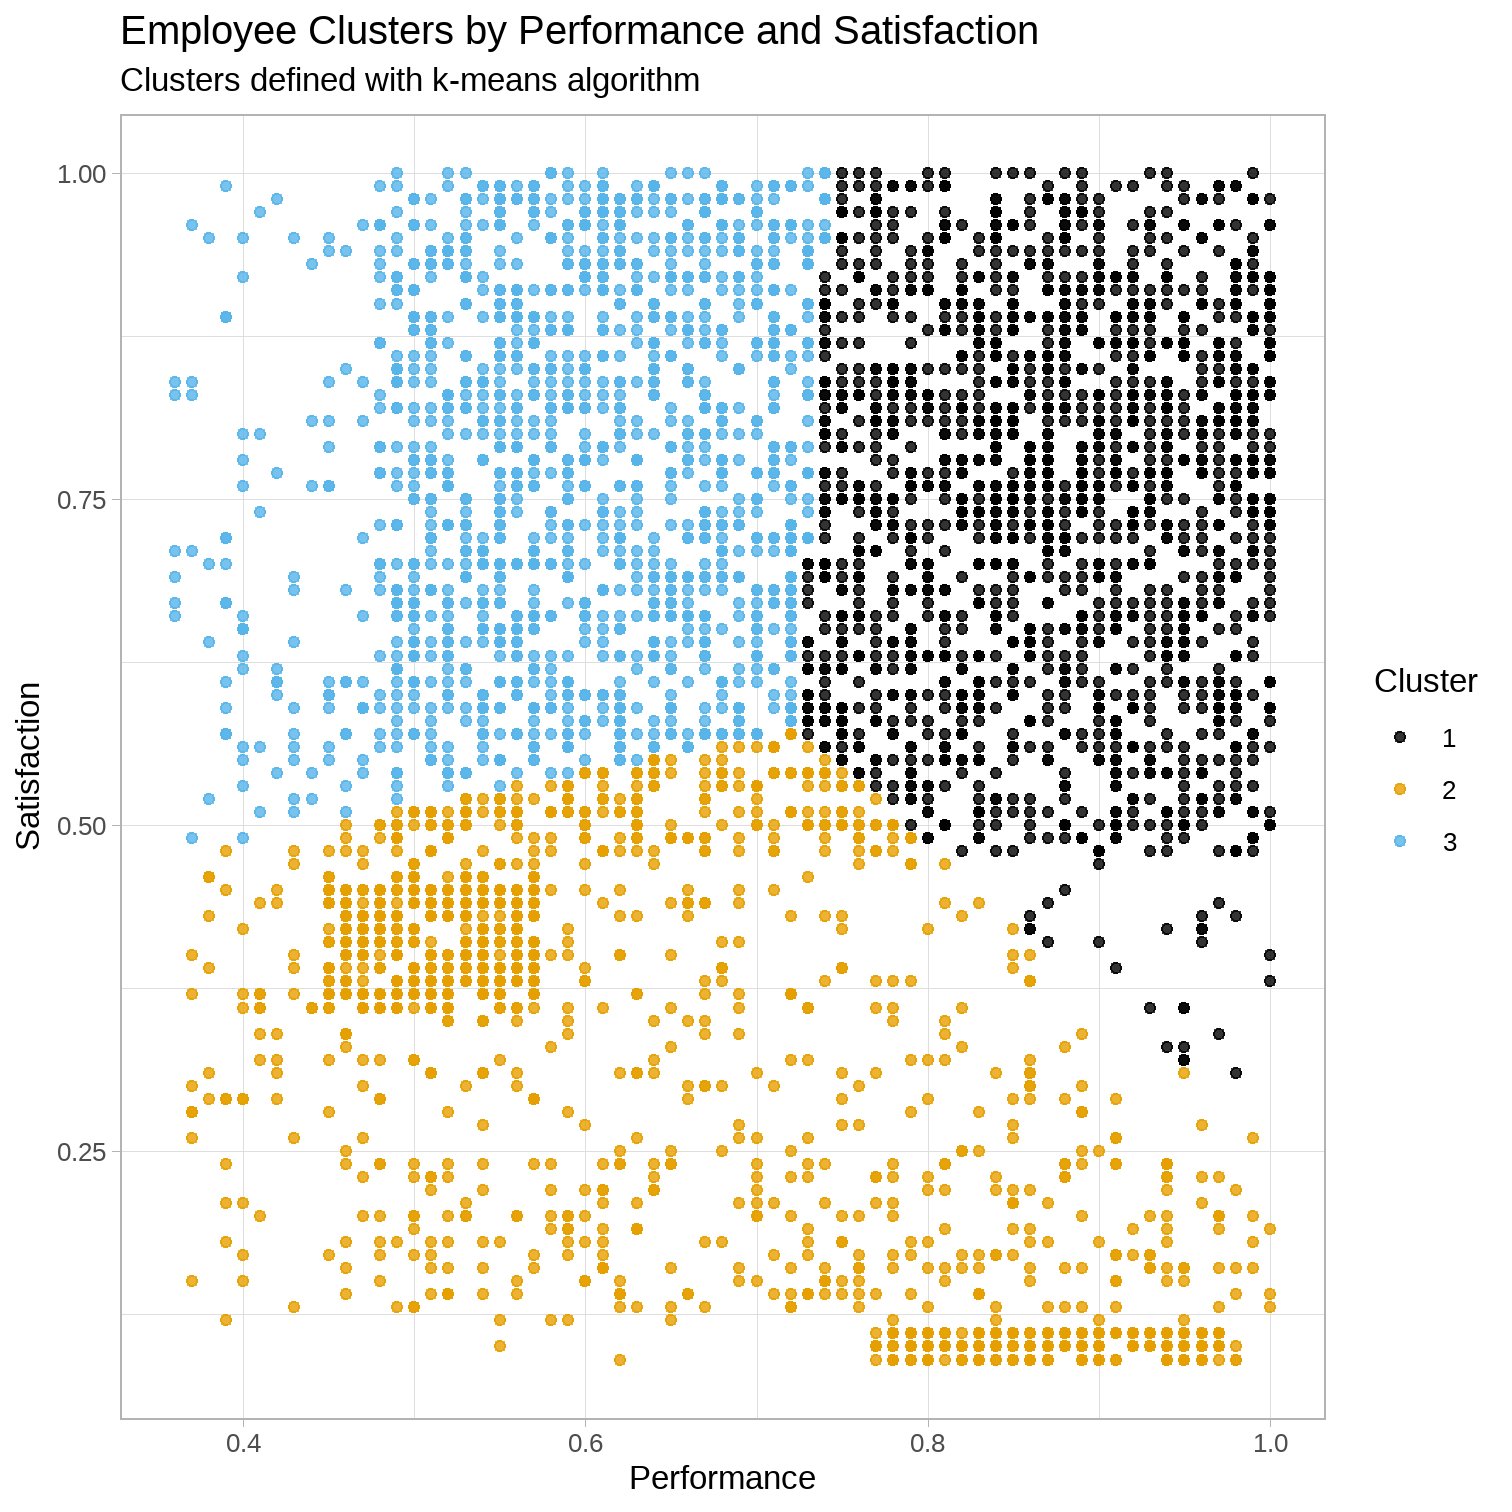 Employee Clusters by Performance and Satisfaction
Clusters defined with k-means algorithm
1.00
0.75
0.50
0.25
Satisfaction
0.4
0.6
0.8
1.0
Performance
Cluster
1
2
3